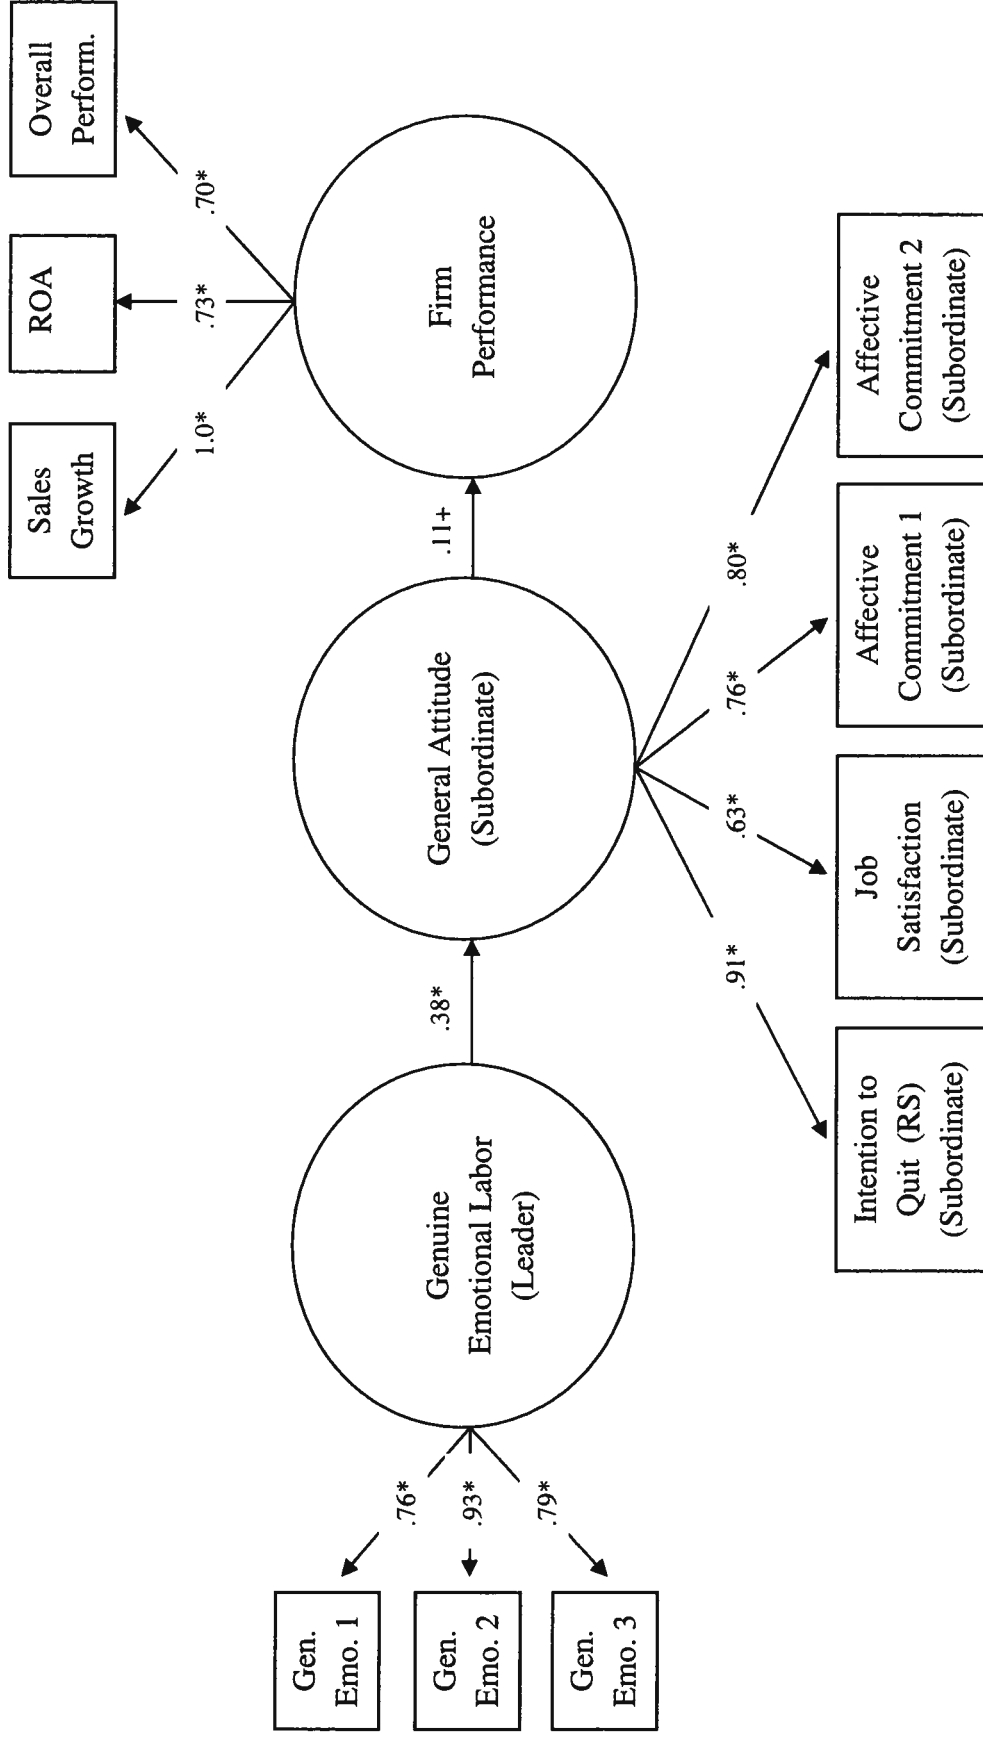 Sales
Growth
ROA
Overall
Perform.
1.0*
.73*
.70*
Gen.
Emo. 1
Gen.
Emo. 2
Gen.
Emo. 3
.76*
.93*
.79*
Genuine
Emotional Labor
(Leader)
.38*
General Attitude
(Subordinate)
.11+
Firm
Performance
.91*
.63*
.76*
.80*
Intention to
Quit (RS)
(Subordinate)
Job
Satisfaction
(Subordinate)
Affective
Commitment 1
(Subordinate)
Affective
Commitment 2
(Subordinate)